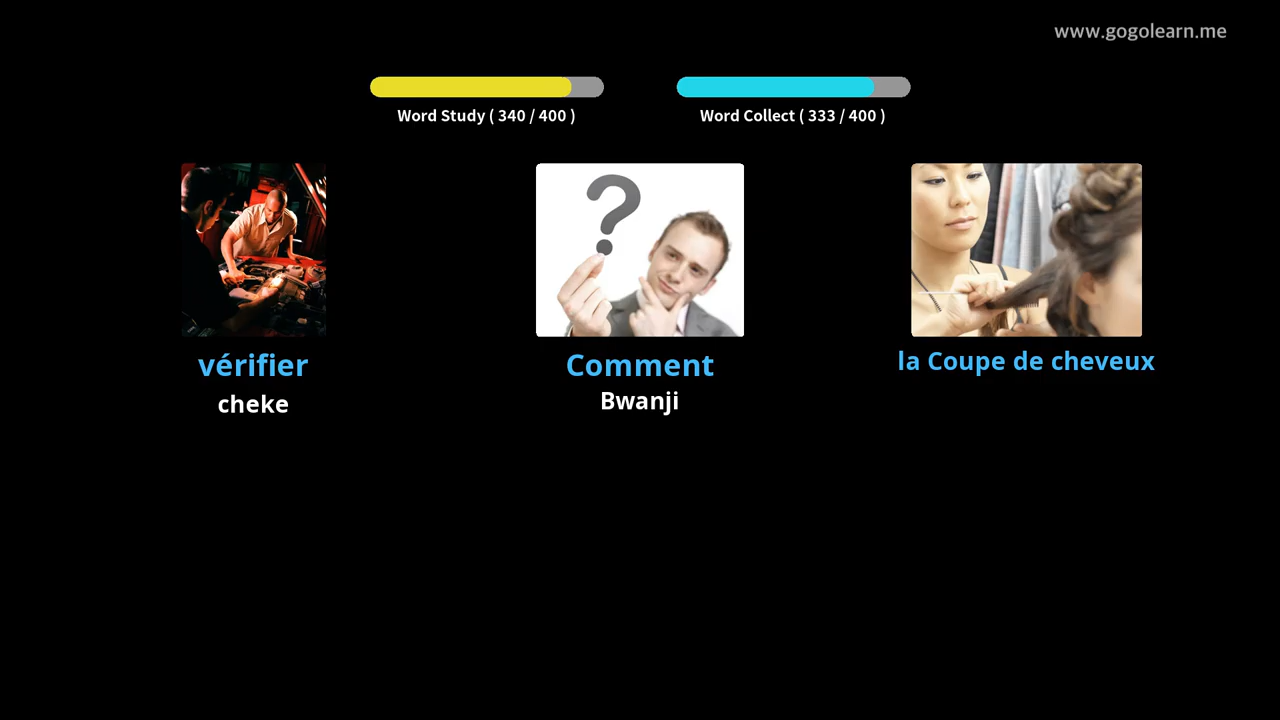 www.gogolearn.me
Word Study ( 340 / 400 )
Word Collect ( 333 / 400 )
vérifier
cheke
Comment
Bwanji
la Coupe de cheveux